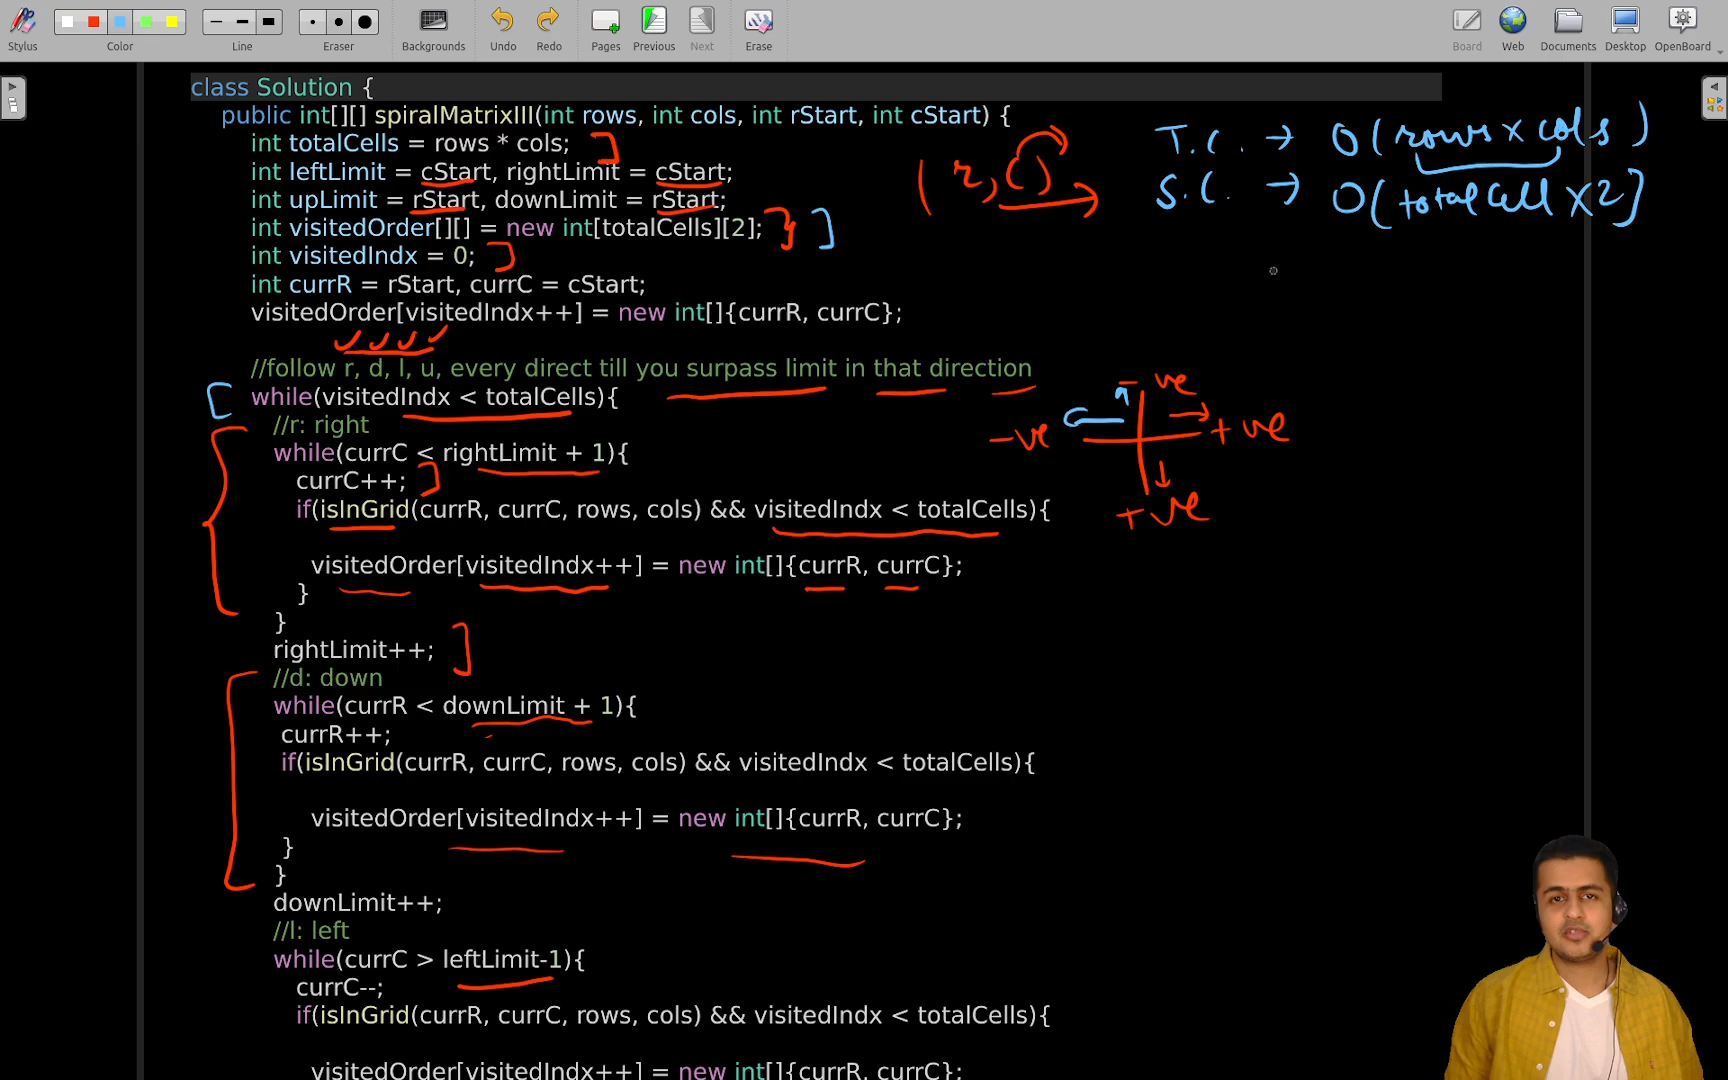 Stylus Color Line Eraser Backgrounds Undo Redo Pages Previous Next Erase Board Web Documents Desktop OpenBoard
class Solution {
public int[][] spiralMatrixIII(int rows, int cols, int rStart, int cStart) {
int totalCells = rows * cols;
int leftLimit = cStart, rightLimit = cStart;
int upLimit = rStart, downLimit = rStart;
int visitedOrder[][] = new int[totalCells][2];
int visitedIndx = 0;
int currR = rStart, currC = cStart;
visitedOrder[visitedIndx++] = new int[]{currR, currC};
//follow r, d, l, u, every direct till you surpass limit in that direction
while(visitedIndx < totalCells){
//r: right
while(currC < rightLimit + 1){
currC++;
if(isInGrid(currR, currC, rows, cols) && visitedIndx < totalCells){
visitedOrder[visitedIndx++] = new int[]{currR, currC};
}
}
rightLimit++;
//d: down
while(currR < downLimit + 1){
currR++;
if(isInGrid(currR, currC, rows, cols) && visitedIndx < totalCells){
visitedOrder[visitedIndx++] = new int[]{currR, currC};
}
}
downLimit++;
//l: left
while(currC > leftLimit-1){
currC--;
if(isInGrid(currR, currC, rows, cols) && visitedIndx < totalCells){
visitedOrder[visitedIndx++] = new int[]{currR, currC};
T.C. → O(rows x cols)
S.C. → O(totalCell x 2]
-ve
-ve
+ve
+ve